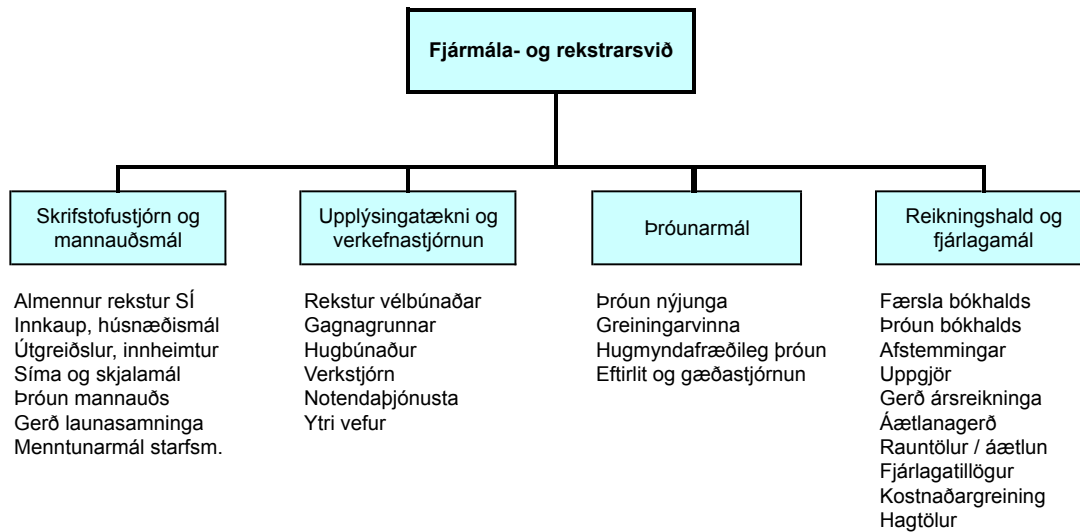 Fjármála- og rekstrarsvið
Skrifstofustjórn og
mannauðsmál
Almennur rekstur SÍ
Innkaup, húsnæðismál
Útgreiðslur, innheimtur
Síma og skjalamál
Þróun mannauðs
Gerð launasamninga
Menntunarmál starfsm.
Upplýsingatækni og
verkefnastjórnun
Rekstur vélbúnaðar
Gagnagrunnar
Hugbúnaður
Verkstjórn
Notendaþjónusta
Ytri vefur
Þróunarmál
Þróun nýjunga
Greiningarvinna
Hugmyndafræðileg þróun
Eftirlit og gæðastjórnun
Reikningshald og
fjárlagamál
Færsla bókhalds
Þróun bókhalds
Afstemmingar
Uppgjör
Gerð ársreikninga
Áætlanagerð
Rauntölur / áætlun
Fjárlagatillögur
Kostnaðargreining
Hagtölur